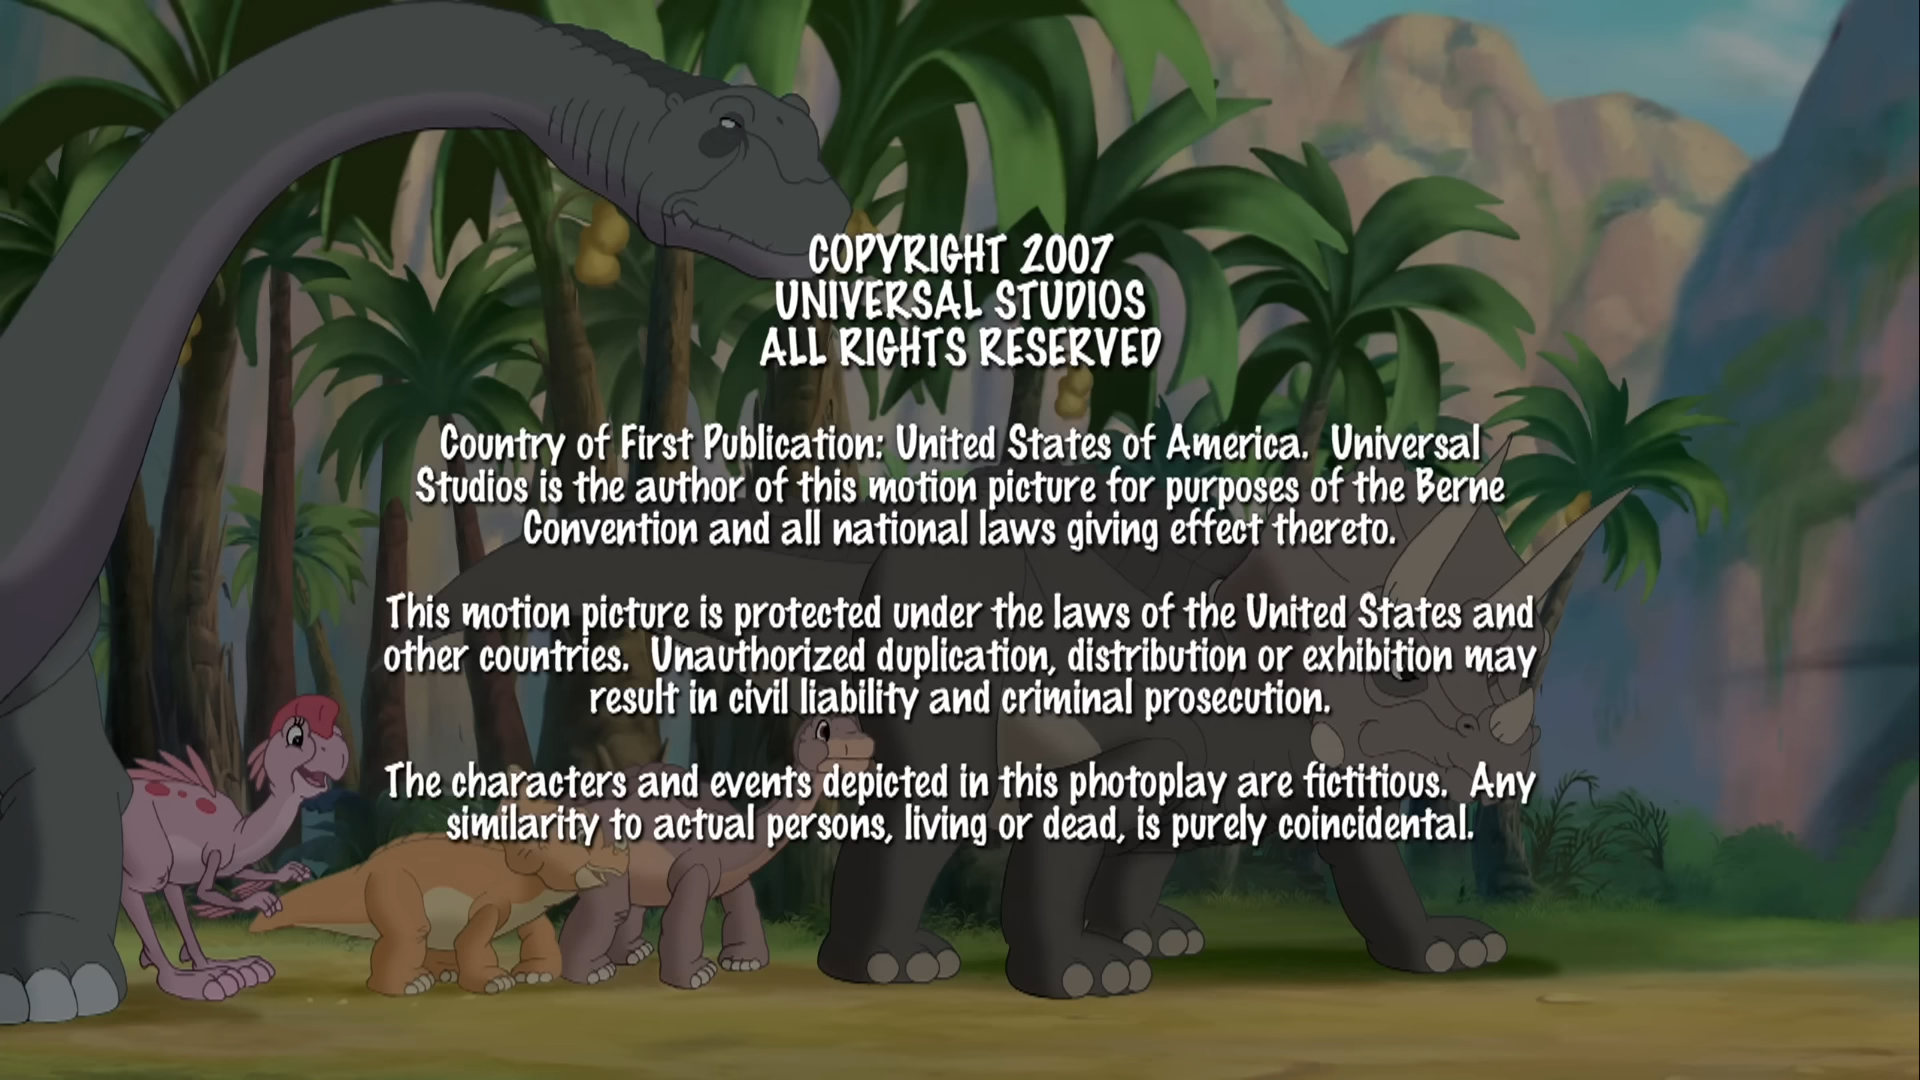 COPYRIGHT 2007
UNIVERSAL STUDIOS
ALL RIGHTS RESERVED
Country of First Publication: United States of America. Universal
Studios is the author of this motion picture for purposes of the Berne
Convention and all national laws giving effect thereto.
This motion picture is protected under the laws of the United States and
other countries. Unauthorized duplication, distribution or exhibition may
result in civil liability and criminal prosecution.
The characters and events depicted in this photoplay are fictitious. Any
similarity to actual persons, living or dead, is purely coincidental.